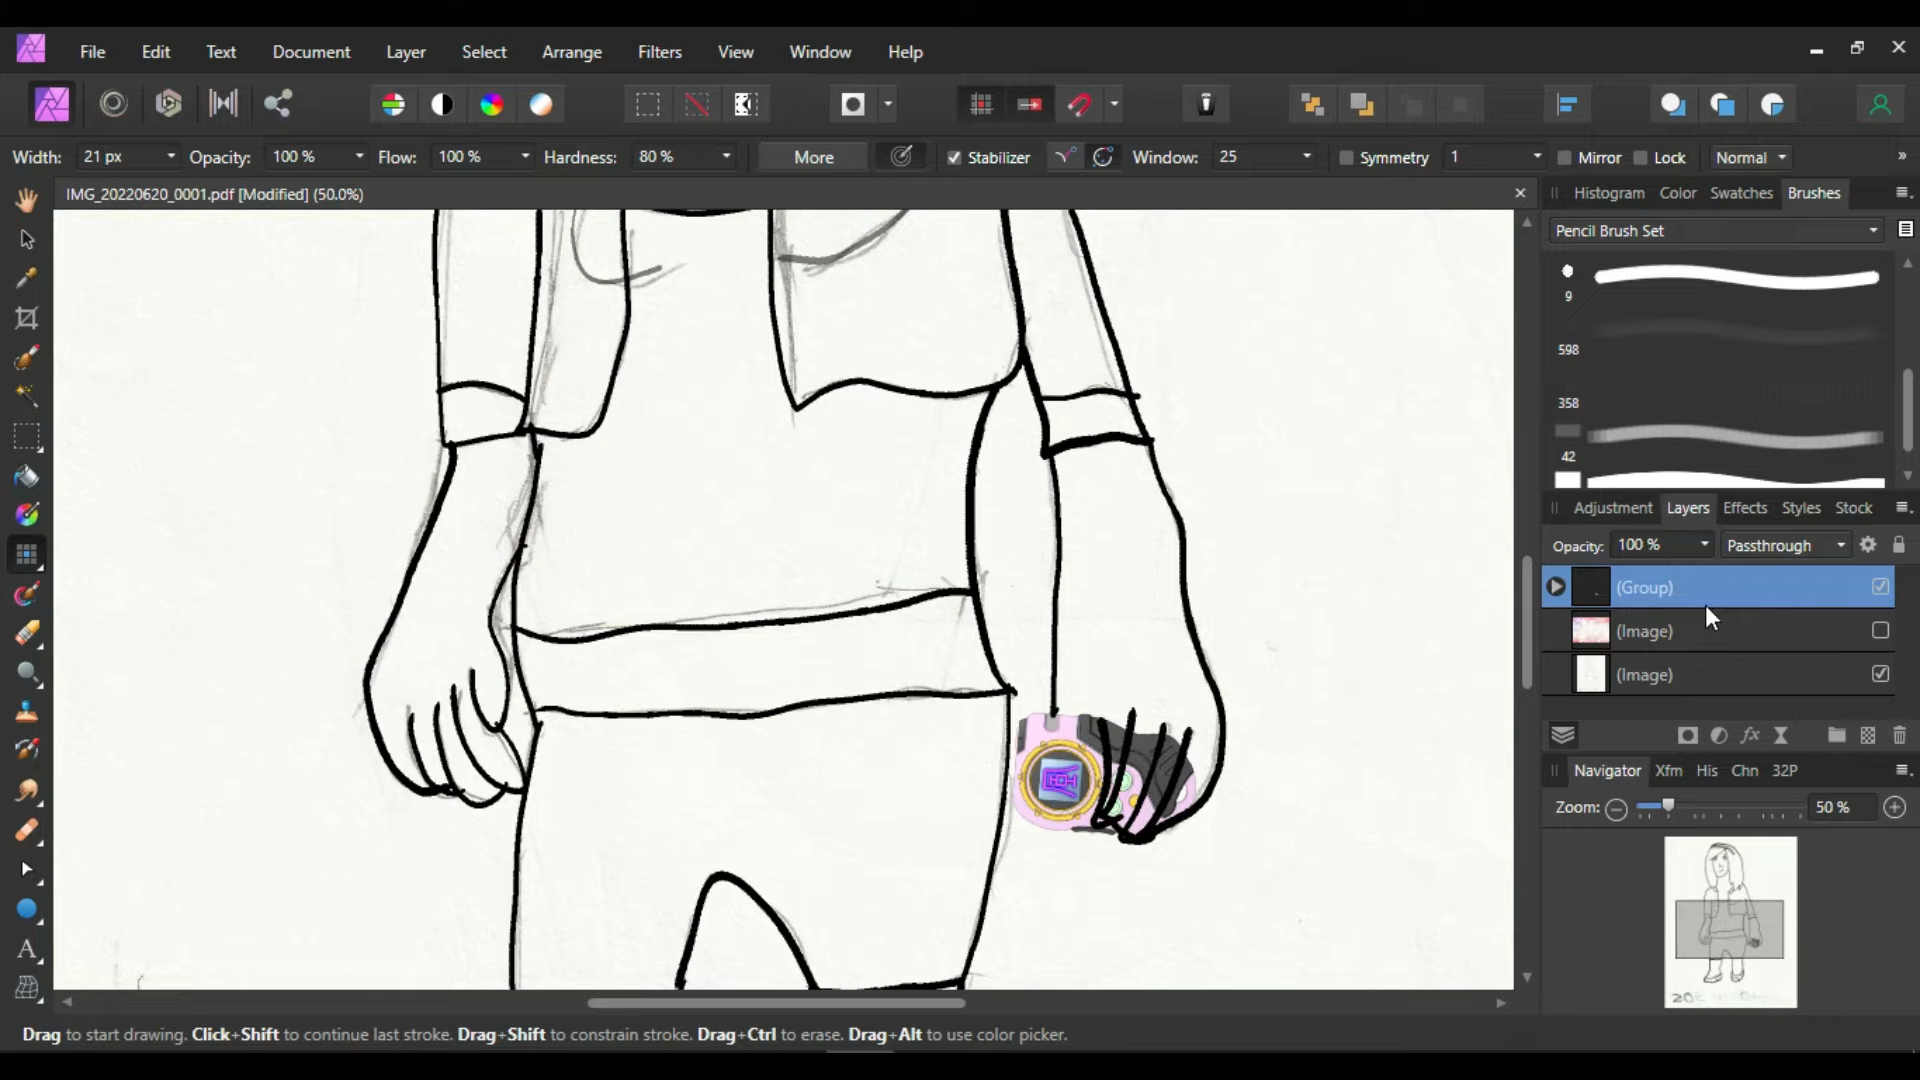 File Edit Text Document Layer Select Arrange Filters View Window Help
Width: 21 px Opacity: 100 % Flow: 100 % Hardness: 80 % More Stabilizer Window: 25 Symmetry 1 Mirror Lock Normal
IMG_20220620_0001.pdf [Modified] (50.0%)
Histogram Color Swatches Brushes
Pencil Brush Set
9
598
358
42
Adjustment Layers Effects Styles Stock
Opacity: 100 % Passthrough
(Group)
(Image)
(Image)
Navigator Xfm His Chn 32P
Zoom: 50 %
Drag to start drawing. Click+Shift to continue last stroke. Drag+Shift to constrain stroke. Drag+Ctrl to erase. Drag+Alt to use color picker.